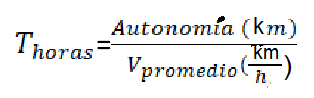 T_horas = Autonomía (km) / V_promedio (km/h)